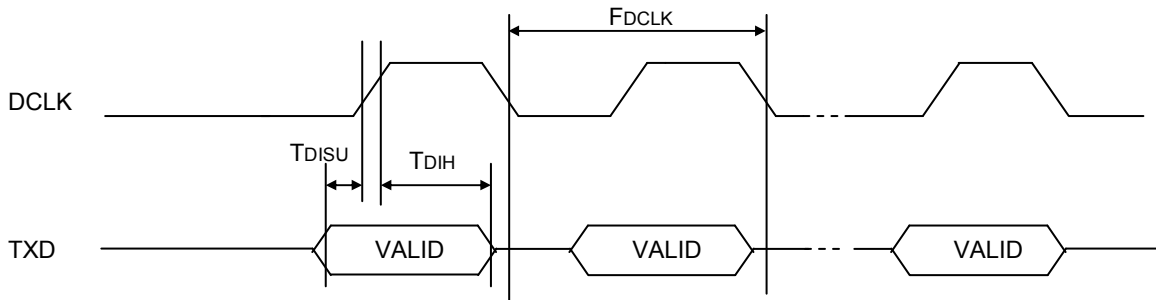 FDCLK
DCLK
TDISU
TDIH
TXD
VALID
VALID
VALID